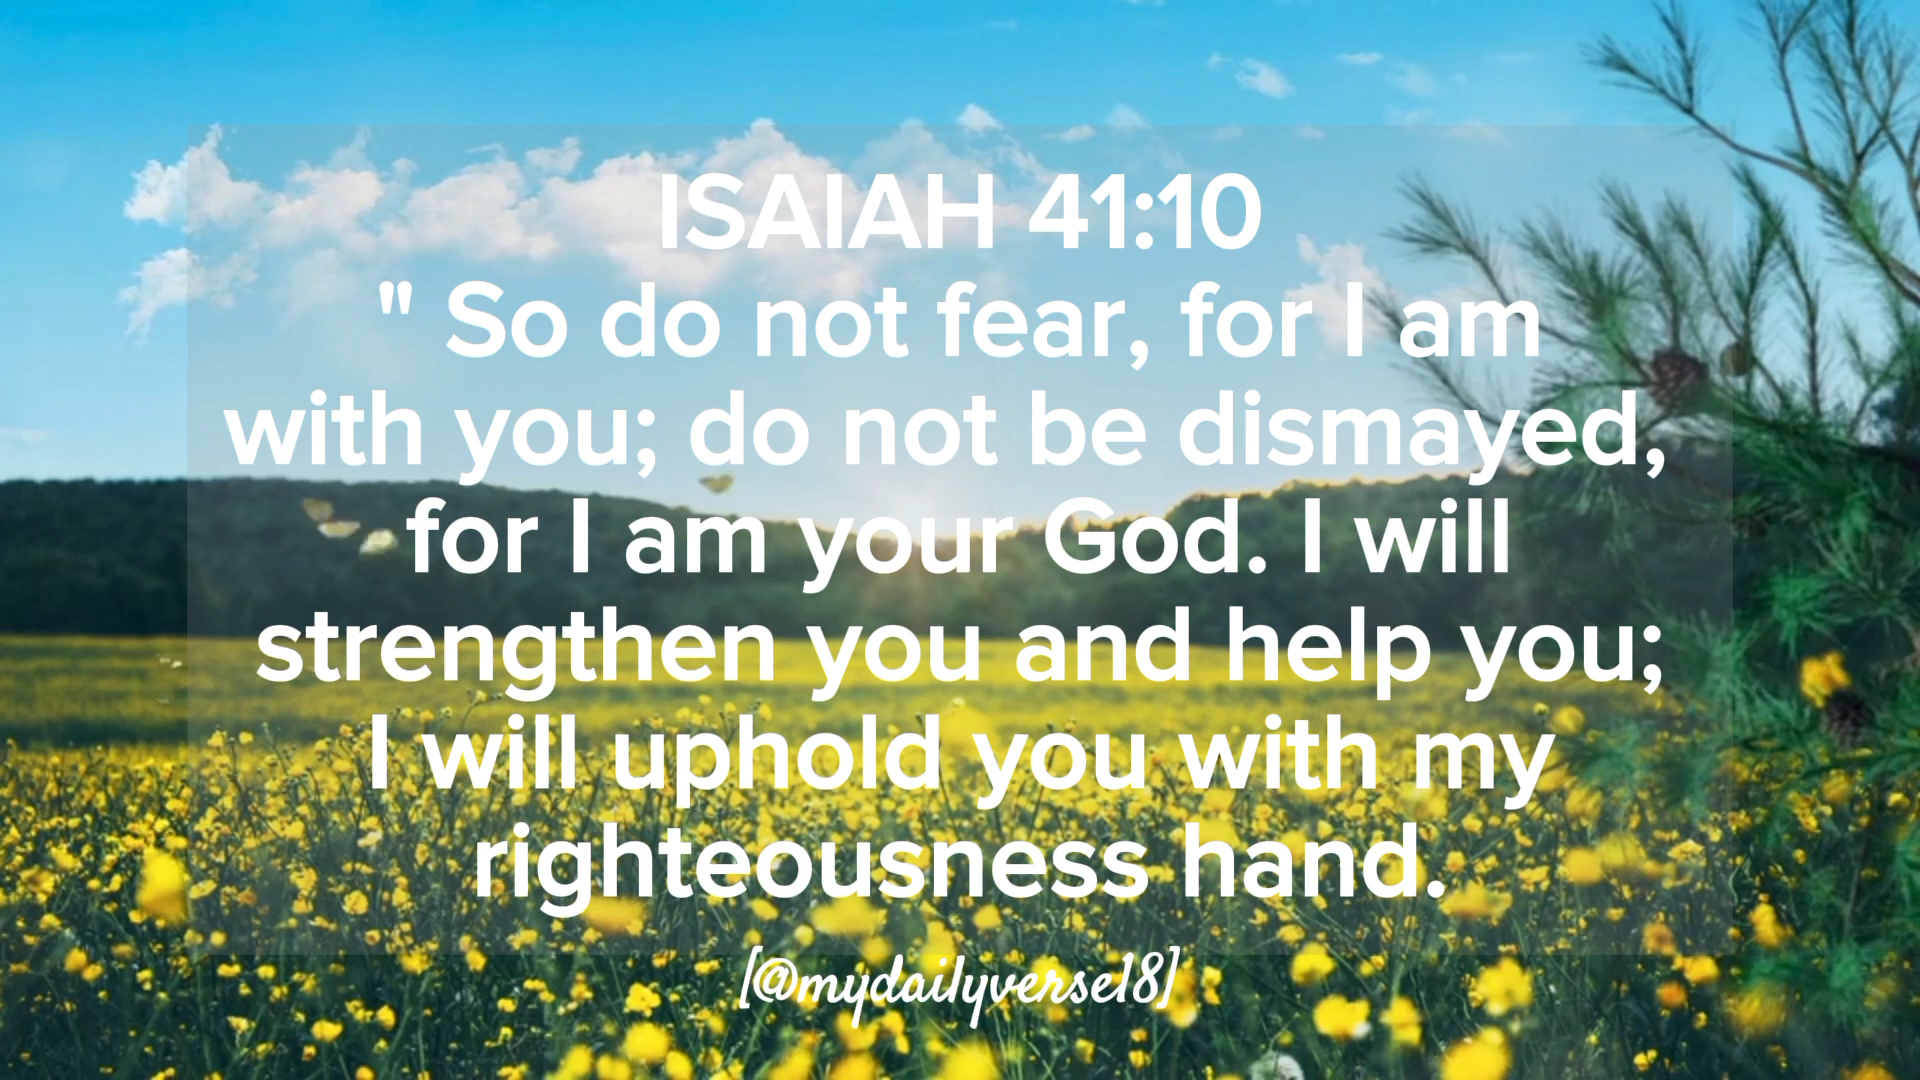 ISAIAH 41:10
" So do not fear, for I am
with you; do not be dismayed,
for I am your God. I will
strengthen you and help you;
I will uphold you with my
righteousness hand.
[@mydailyverse18]